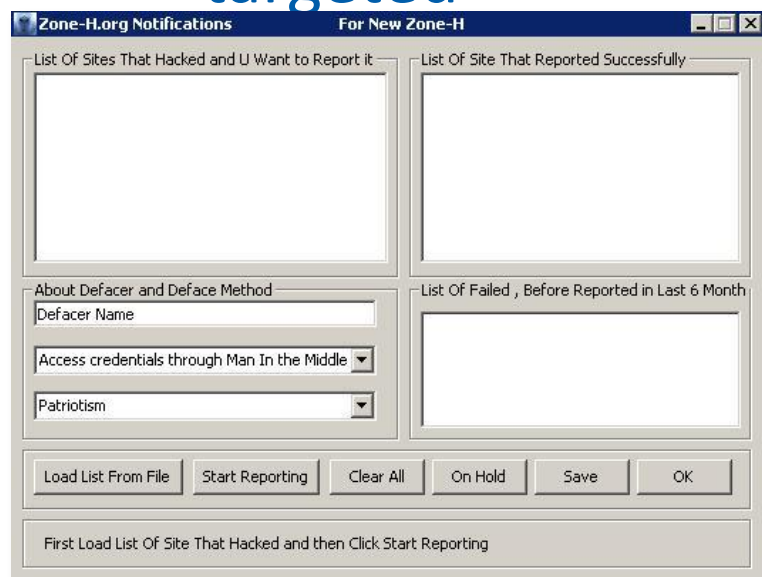 targeted
Zone-H.org Notifications For New Zone-H
List Of Sites That Hacked and U Want to Report it
List Of Site That Reported Successfully
About Defacer and Deface Method
Defacer Name
Access credentials through Man In the Middle
Patriotism
List Of Failed , Before Reported in Last 6 Month
Load List From File
Start Reporting
Clear All
On Hold
Save
OK
First Load List Of Site That Hacked and then Click Start Reporting